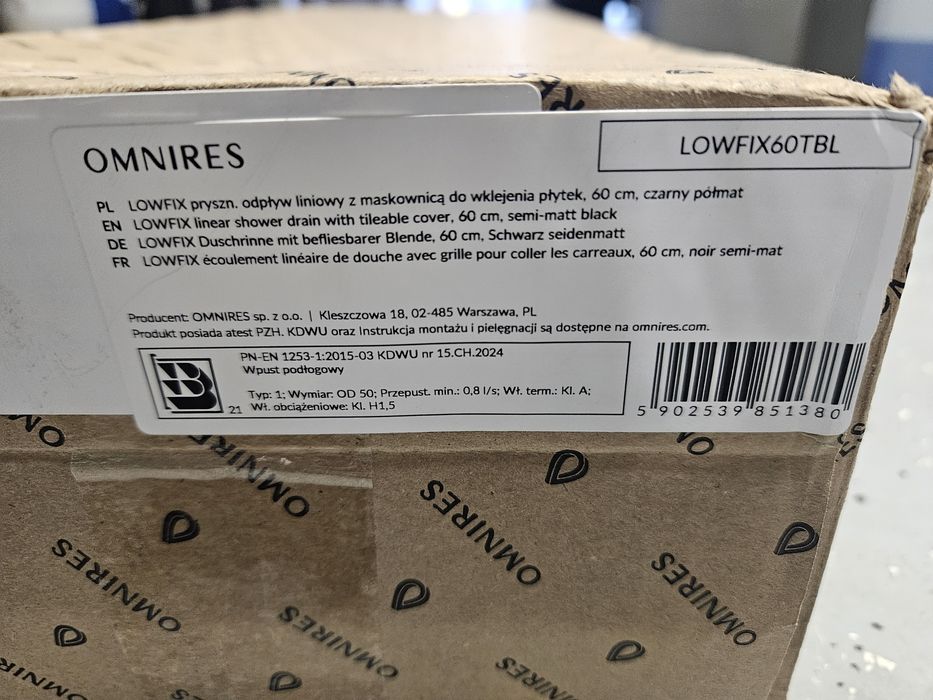 OMNIRES
LOWFIX60TBL
PL LOWFIX pryszn. odpływ liniowy z maskownicą do wklejenia płytek, 60 cm, czarny półmat
EN LOWFIX linear shower drain with tileable cover, 60 cm, semi-matt black
DE LOWFIX Duschrinne mit befliesbarer Blende, 60 cm, Schwarz seidenmatt
FR LOWFIX écoulement linéaire de douche avec grille pour coller les carreaux, 60 cm, noir semi-mat
Producent: OMNIRES sp. z o.o. | Kleszczowa 18, 02-485 Warszawa, PL
Produkt posiada atest PZH. KDWU oraz Instrukcja montażu i pielęgnacji są dostępne na omnires.com.
PN-EN 1253-1:2015-03 KDWU nr 15.CH.2024
Wpust podłogowy
Typ: 1; Wymiar: OD 50; Przepust. min.: 0,8 l/s; Wł. term.: Kl. A;
21 Wł. obciążeniowe: Kl. H1,5
5 902539 851380
OMNIRES
OMNIRES
OMNIRES
OMNIRES
OMNIRES
OMNIRES